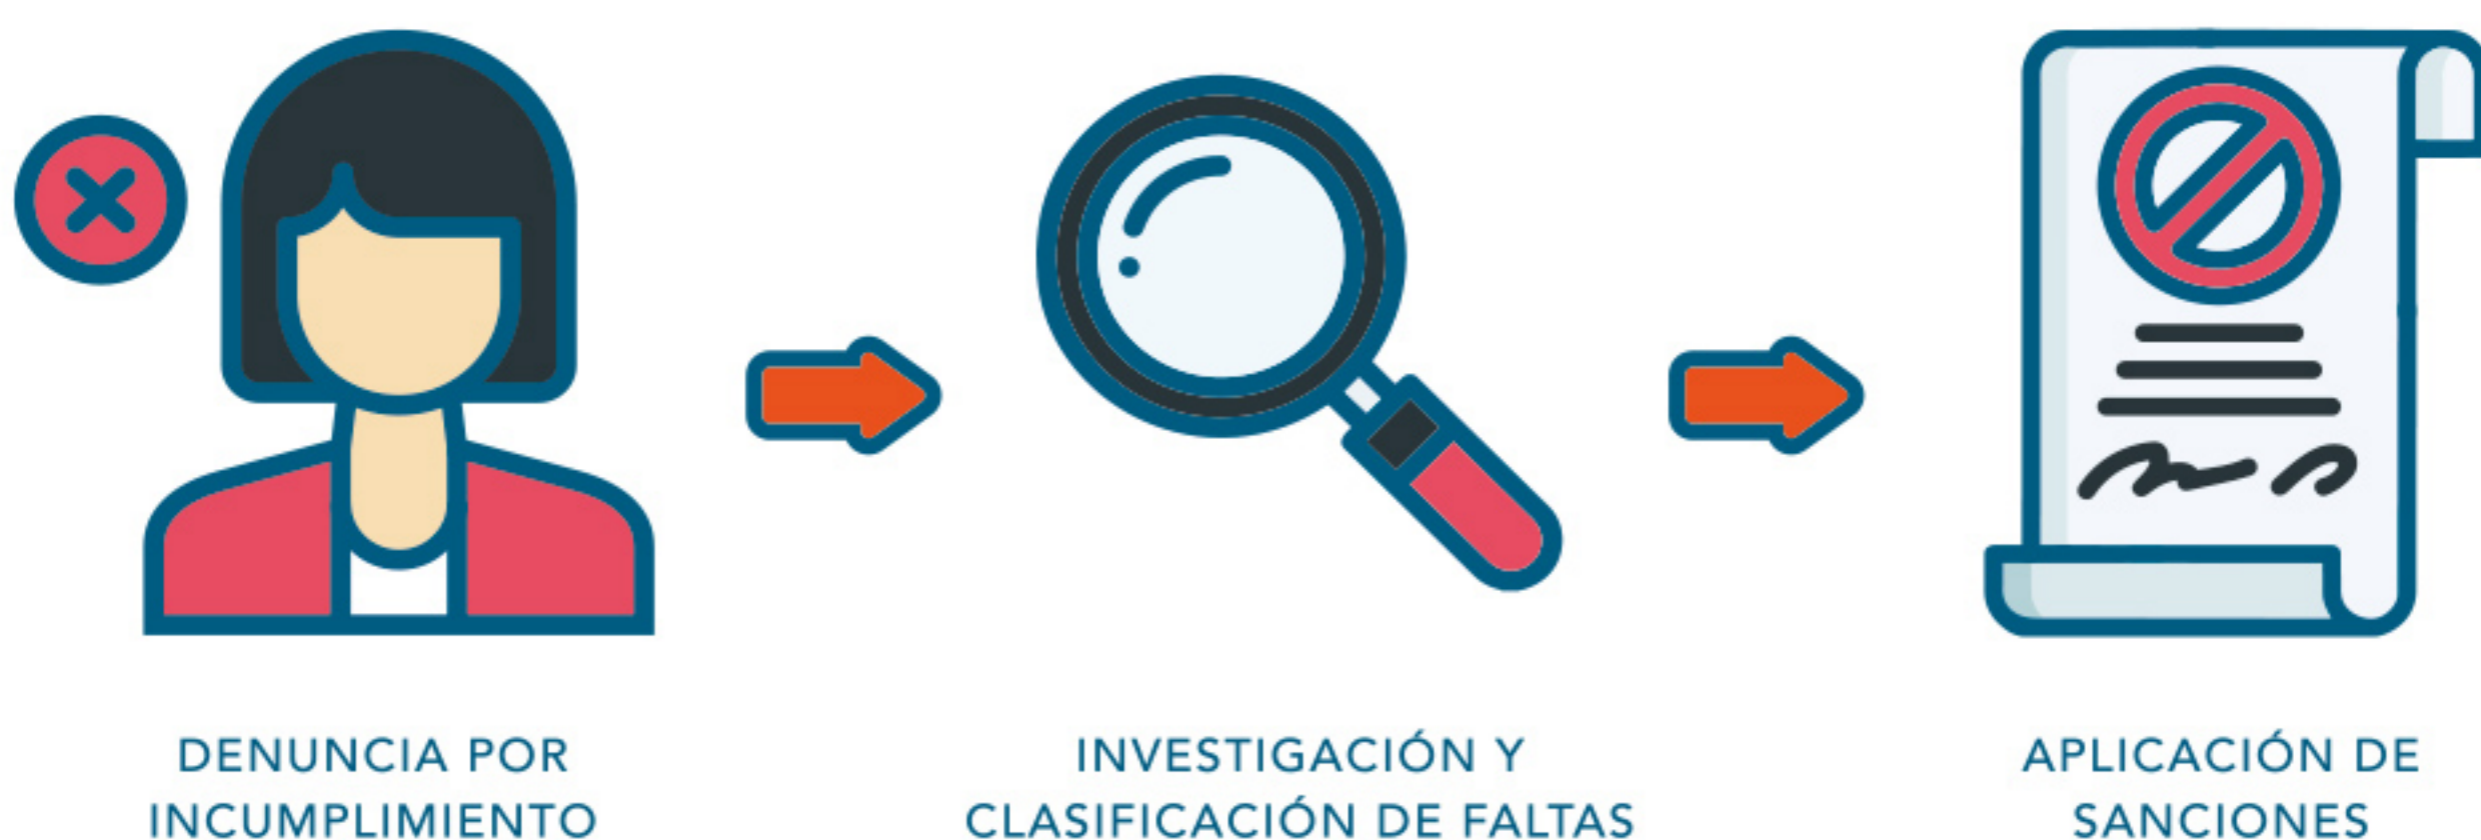 DENUNCIA POR
INCUMPLIMIENTO
INVESTIGACIÓN Y
CLASIFICACIÓN DE FALTAS
APLICACIÓN DE
SANCIONES